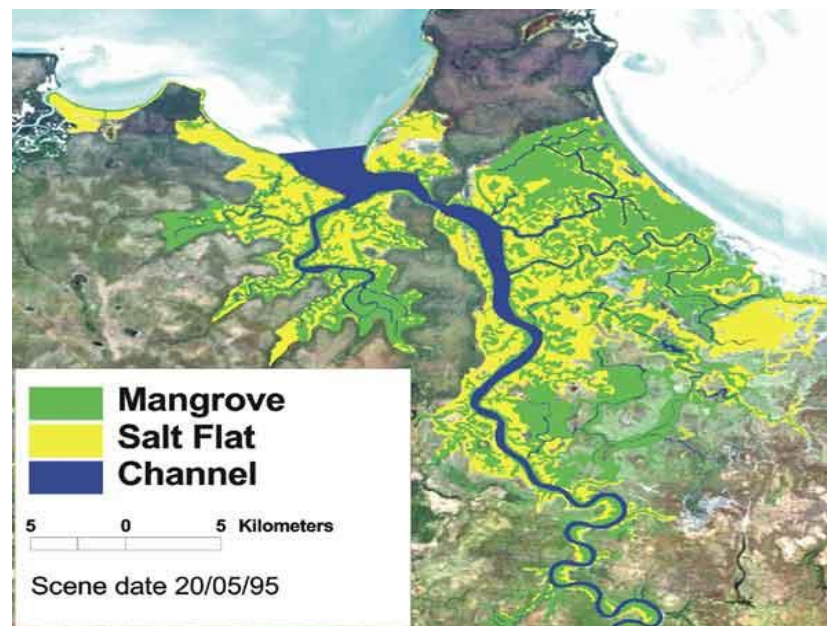 Mangrove
Salt Flat
Channel
5 0 5 Kilometers
Scene date 20/05/95